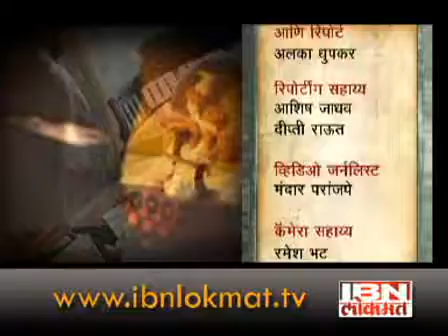 आणि रिपोर्ट
अलका धुपकर
रिपोर्टींग सहाय्य
आशिष जाधव
दीप्ती राऊत
व्हिडिओ जर्नलिस्ट
मंदार परांजपे
कॅमेरा सहाय्य
रमेश भट
www.ibnlokmat.tv
IBN
लोकमत